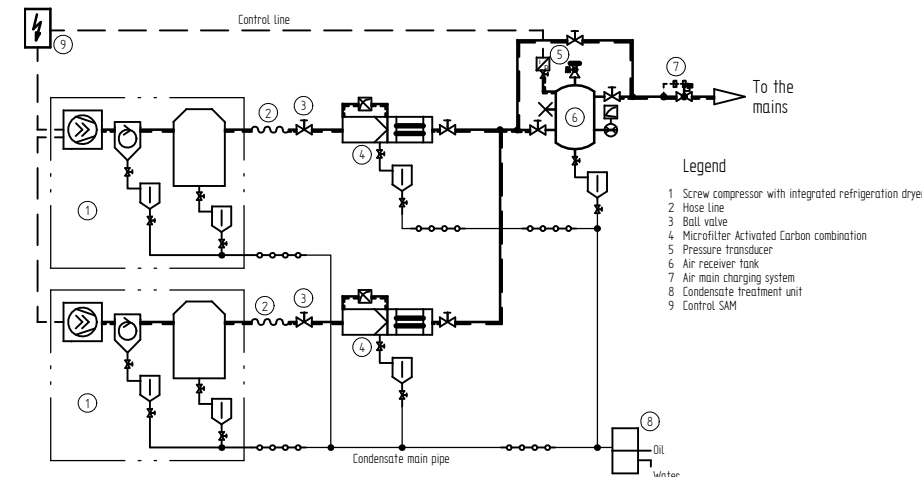 Control line
9
5
7
To the
mains
2
3
6
4
1
Legend
1 Screw compressor with integrated refrigeration dryer
2 Hose line
3 Ball valve
4 Microfilter Activated Carbon combination
5 Pressure transducer
6 Air receiver tank
7 Air main charging system
8 Condensate treatment unit
9 Control SAM
2
3
4
1
8
Oil
Water
Condensate main pipe